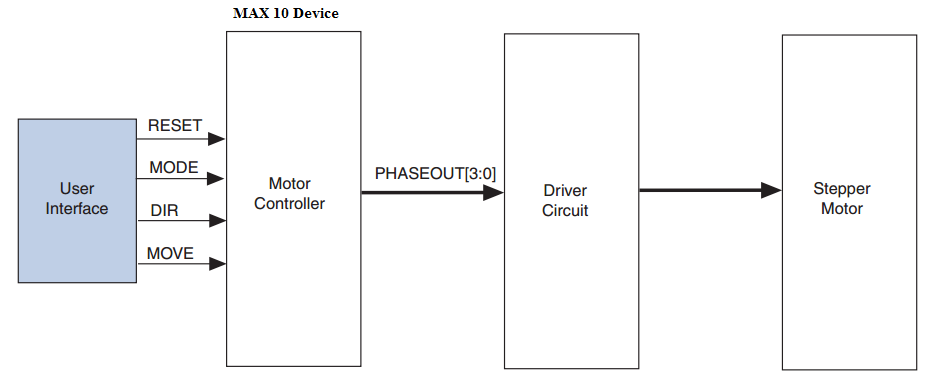 MAX 10 Device
RESET
MODE
DIR
MOVE
User
Interface
Motor
Controller
PHASEOUT[3:0]
Driver
Circuit
Stepper
Motor